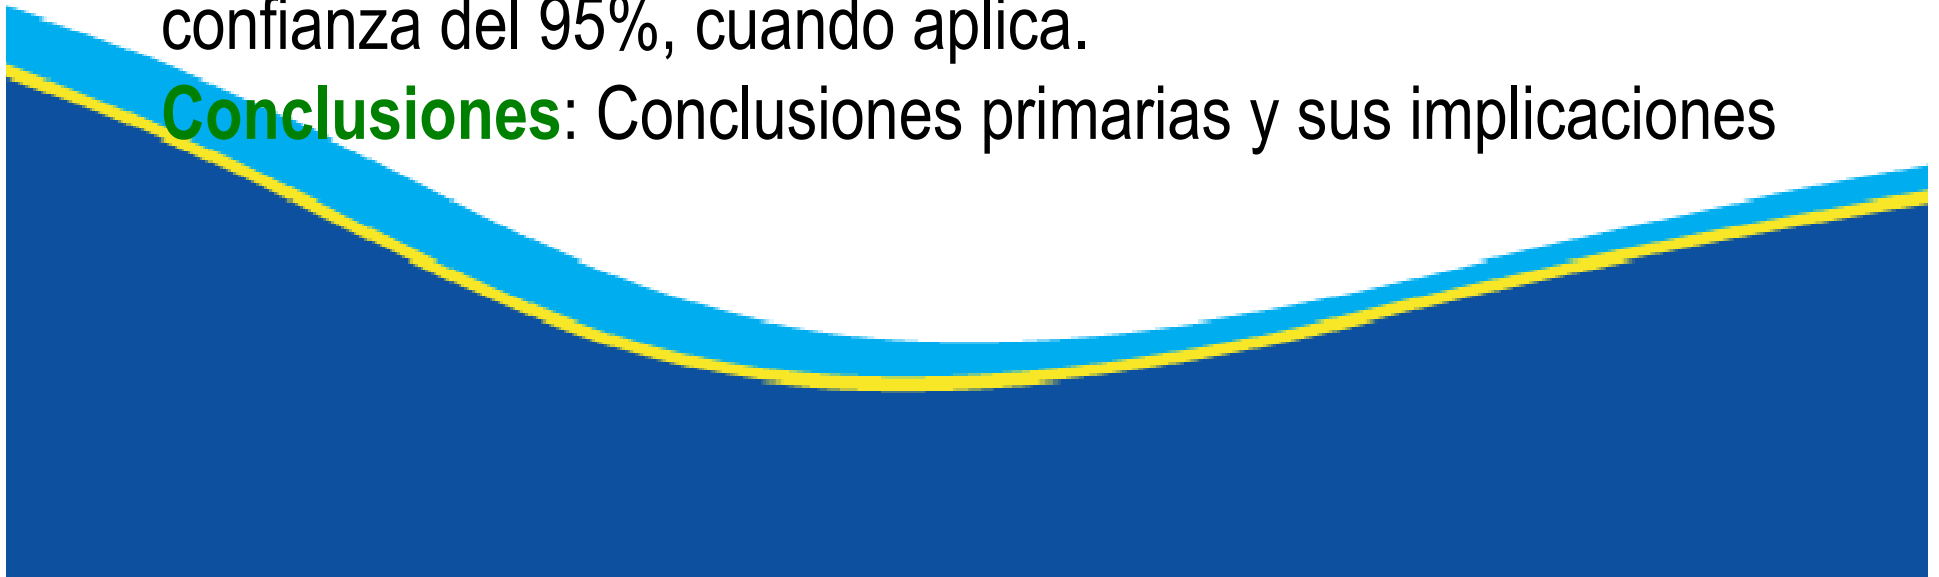 confianza del 95%, cuando aplica.
Conclusiones: Conclusiones primarias y sus implicaciones